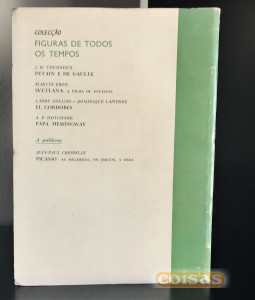 COLECÇÃO
FIGURAS DE TODOS
OS TEMPOS
J. R. TOURNOUX
PETAIN E DE GAULLE
MARTIN EBON
SVETLANA: A FILHA DE ESTALINE
LARRY COLLINS e DOMINIQUE LAPIERRE
EL CORDOBES
A. E. HOTCHNER
PAPA HEMINGWAY
A publicar
JEAN-PAUL CRESPELLE
PICASSO: AS MULHERES, OS AMIGOS, A OBRA
coisas